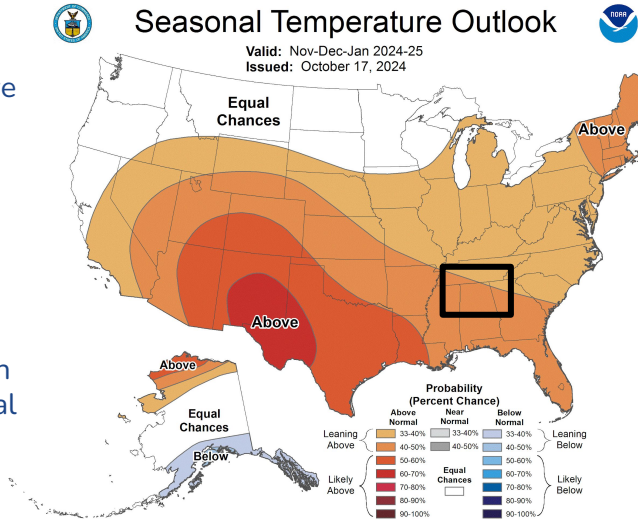 Seasonal Temperature Outlook
NOAA
Valid: Nov-Dec-Jan 2024-25
Issued: October 17, 2024
e
Equal
Chances
Above
Above
n
al
Above
Equal
Chances
Below
Probability
(Percent Chance)
Above Normal
Near Normal
Below Normal
Leaning Above
33-40%
40-50%
33-40%
40-50%
33-40%
40-50%
Leaning Below
Likely Above
50-60%
60-70%
70-80%
80-90%
90-100%
Equal Chances
50-60%
60-70%
70-80%
80-90%
90-100%
Likely Below